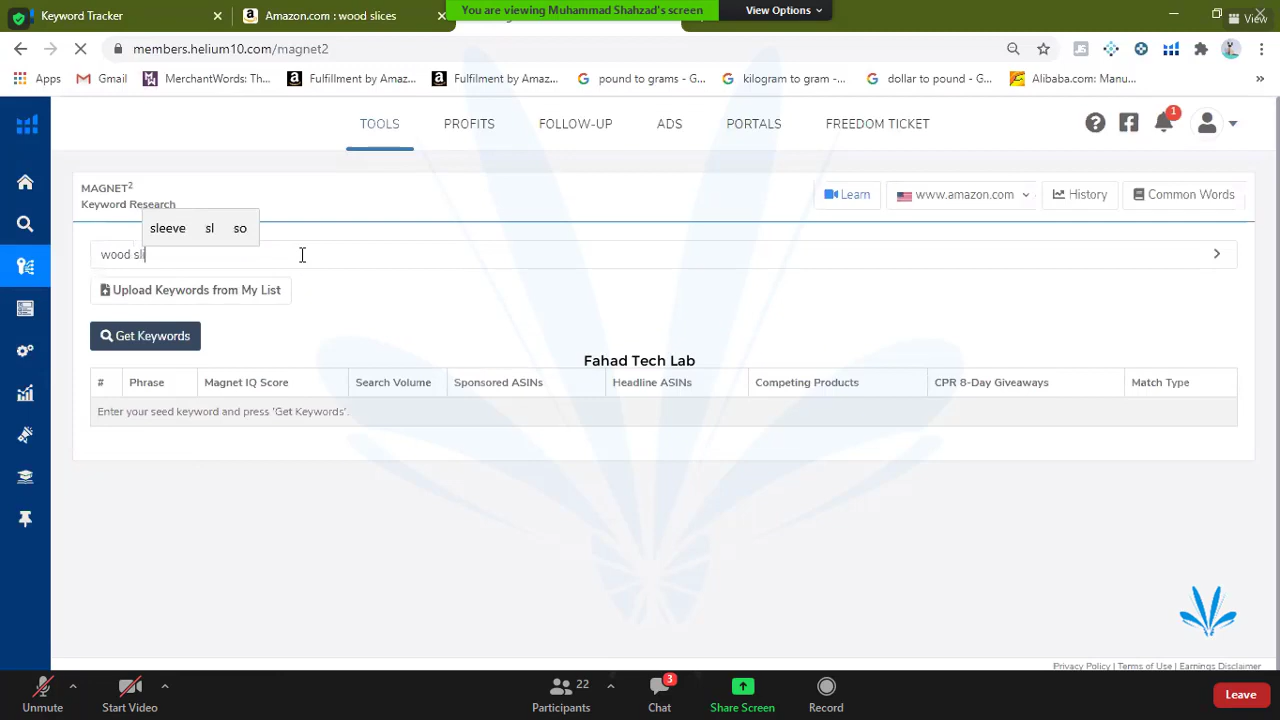 Keyword Tracker
Amazon.com : wood slices
You are viewing Muhammad Shahzad's screen
View Options
View
members.helium10.com/magnet2
Apps
Gmail
MerchantWords: Th...
Fulfillment by Amaz...
Fulfilment by Amaz...
pound to grams - G...
kilogram to gram -...
dollar to pound - G...
Alibaba.com: Manu...
»
TOOLS
PROFITS
FOLLOW-UP
ADS
PORTALS
FREEDOM TICKET
1
MAGNET²
Keyword Research
Learn
www.amazon.com
History
Common Words
sleeve sl so
wood sli
Upload Keywords from My List
Get Keywords
Fahad Tech Lab
# Phrase Magnet IQ Score Search Volume Sponsored ASINs Headline ASINs Competing Products CPR 8-Day Giveaways Match Type
Enter your seed keyword and press 'Get Keywords'.
Privacy Policy | Terms of Use | Earnings Disclaimer
Unmute
Start Video
22
Participants
3
Chat
Share Screen
Record
Leave